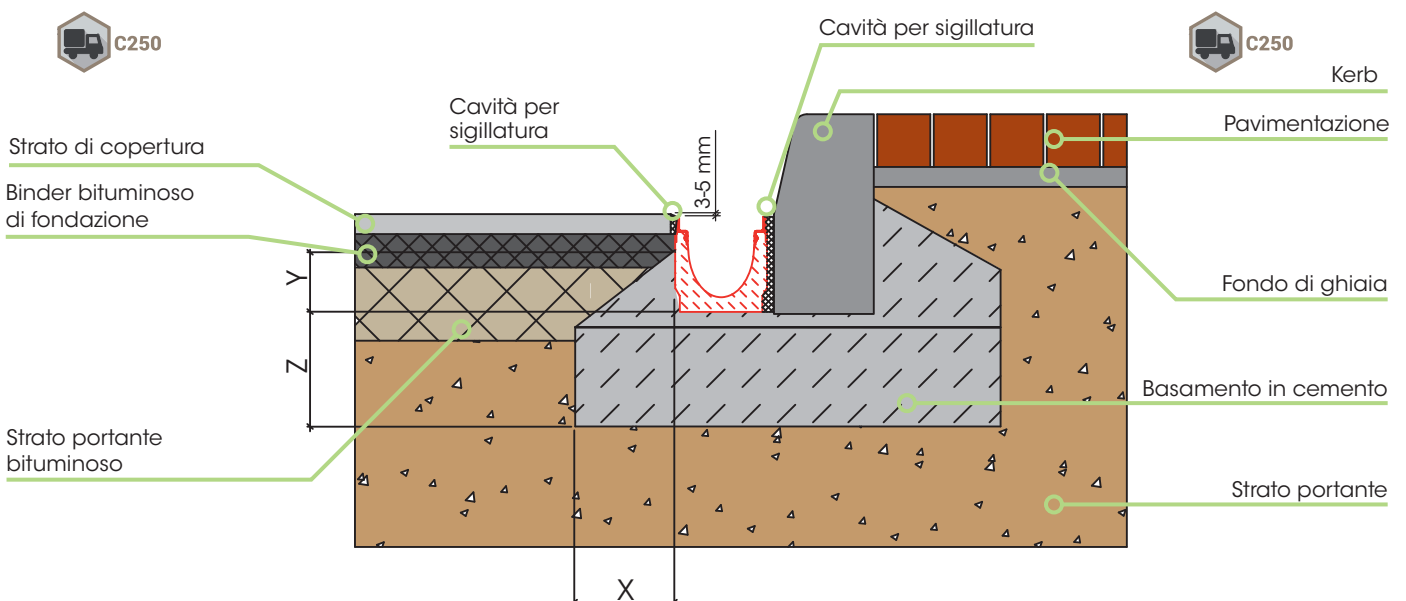 C250
Cavità per sigillatura
C250
Kerb
Cavità per
sigillatura
Pavimentazione
Strato di copertura
3-5 mm
Binder bituminoso
di fondazione
Y
Fondo di ghiaia
Z
Basamento in cemento
Strato portante
bituminoso
Strato portante
X